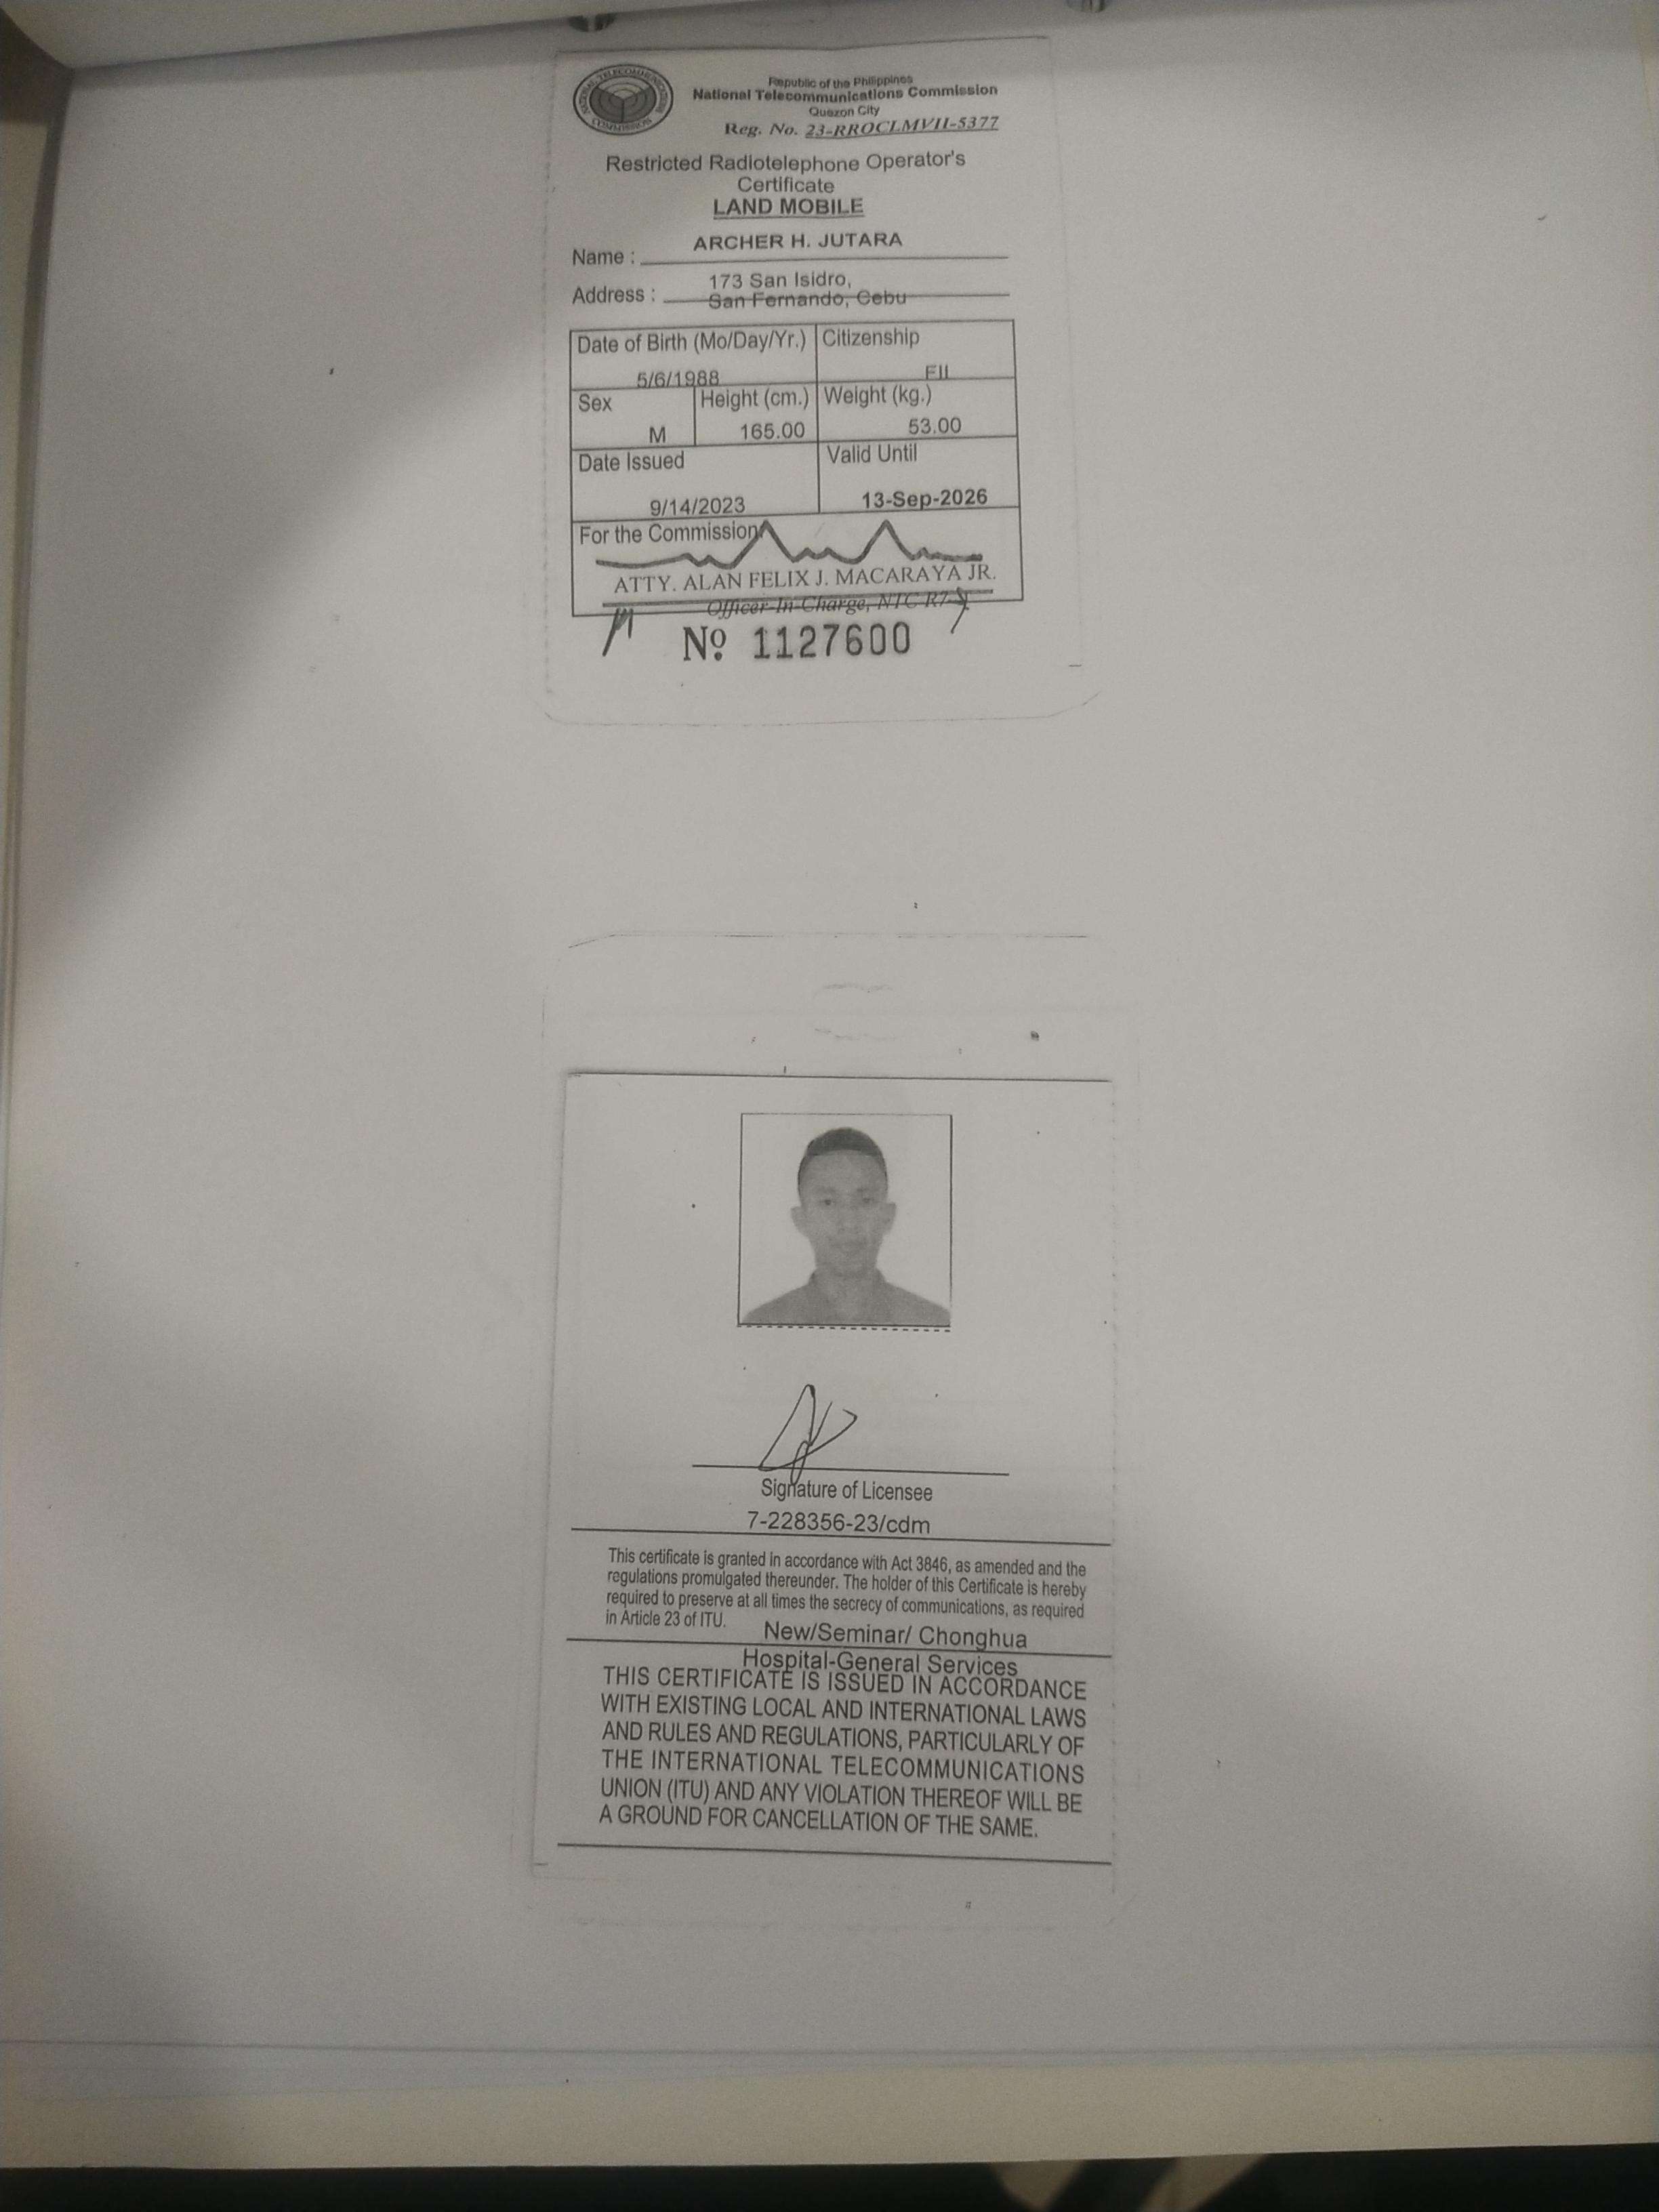 NATIONAL TELECOMMUNICATIONS COMMISSION
Republic of the Philippines
National Telecommunications Commission
Quezon City
Reg. No. 23-RROCLMVII-5377
Restricted Radiotelephone Operator's
Certificate
LAND MOBILE
Name : ARCHER H. JUTARA
173 San Isidro,
Address : San Fernando, Cebu
Date of Birth (Mo/Day/Yr.) Citizenship
5/6/1988 FIL
Sex Height (cm.) Weight (kg.)
M 165.00 53.00
Date Issued Valid Until
9/14/2023 13-Sep-2026
For the Commission
ATTY. ALAN FELIX J. MACARAYA JR.
Officer-In-Charge, NTC-R7
Nº 1127600
Signature of Licensee
7-228356-23/cdm
This certificate is granted in accordance with Act 3846, as amended and the
regulations promulgated thereunder. The holder of this Certificate is hereby
required to preserve at all times the secrecy of communications, as required
in Article 23 of ITU.
New/Seminar/ Chonghua
Hospital-General Services
THIS CERTIFICATE IS ISSUED IN ACCORDANCE
WITH EXISTING LOCAL AND INTERNATIONAL LAWS
AND RULES AND REGULATIONS, PARTICULARLY OF
THE INTERNATIONAL TELECOMMUNICATIONS
UNION (ITU) AND ANY VIOLATION THEREOF WILL BE
A GROUND FOR CANCELLATION OF THE SAME.